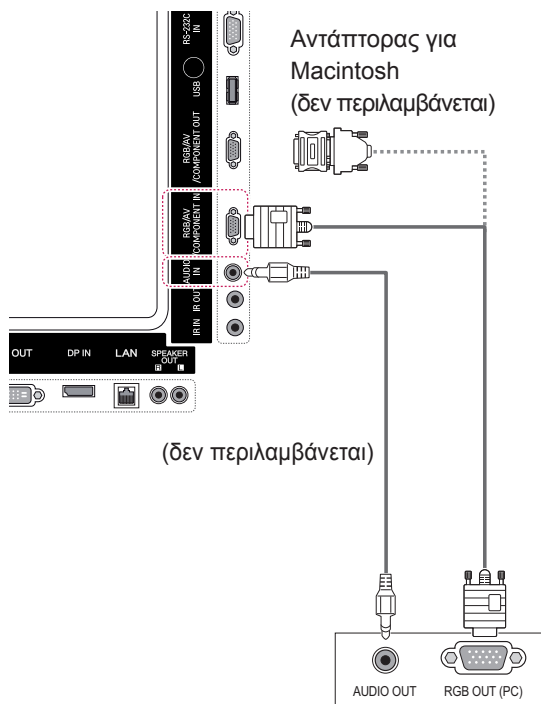 RS-232C
IN
USB
RGB/AV
/COMPONENT OUT
RGB/AV
COMPONENT IN
AUDIO
IN
IR OUT
IR IN
Αντάπτορας για
Macintosh
(δεν περιλαμβάνεται)
OUT
DP IN
LAN
SPEAKER
OUT
R
L
(δεν περιλαμβάνεται)
AUDIO OUT
RGB OUT (PC)